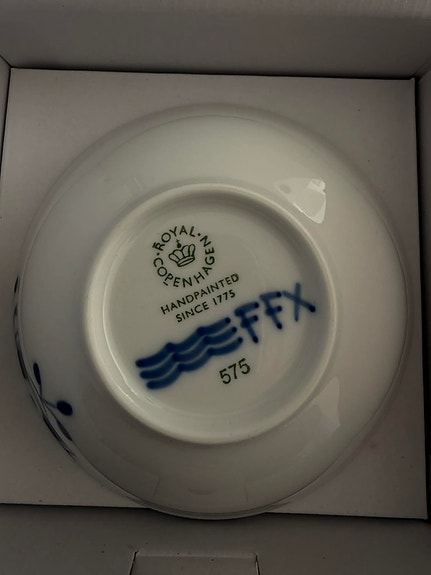 ROYAL
COPENHAGEN
HANDPAINTED
SINCE 1775
FFX
575